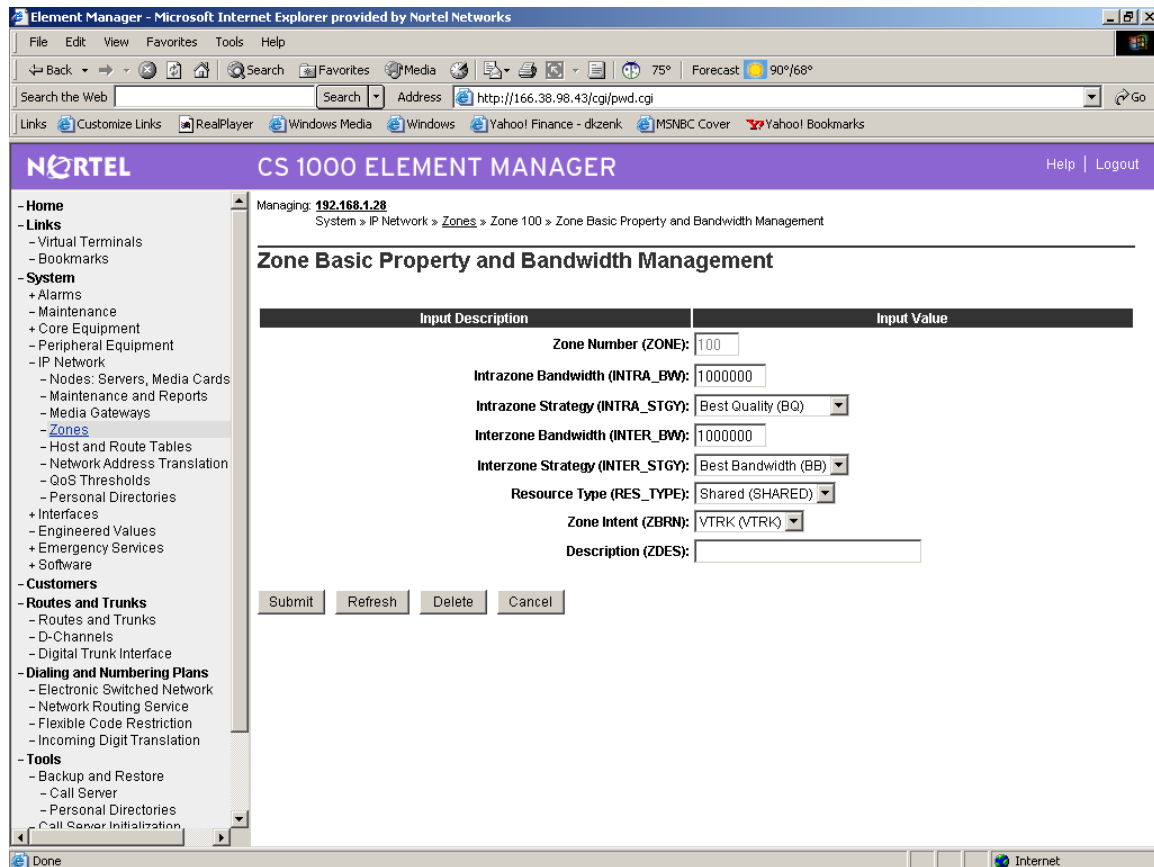 Element Manager - Microsoft Internet Explorer provided by Nortel Networks
File Edit View Favorites Tools Help
Back Search Favorites Media 75° Forecast 90°/68°
Search the Web Search Address http://166.38.98.43/cgi/pwd.cgi Go
Links Customize Links RealPlayer Windows Media Windows Yahoo! Finance - dkzenk MSNBC Cover Yahoo! Bookmarks
NORTEL CS 1000 ELEMENT MANAGER Help | Logout
- Home
- Links
- Virtual Terminals
- Bookmarks
- System
+ Alarms
- Maintenance
+ Core Equipment
- Peripheral Equipment
- IP Network
- Nodes: Servers, Media Cards
- Maintenance and Reports
- Media Gateways
- Zones
- Host and Route Tables
- Network Address Translation
- QoS Thresholds
- Personal Directories
+ Interfaces
- Engineered Values
+ Emergency Services
+ Software
- Customers
- Routes and Trunks
- Routes and Trunks
- D-Channels
- Digital Trunk Interface
- Dialing and Numbering Plans
- Electronic Switched Network
- Network Routing Service
- Flexible Code Restriction
- Incoming Digit Translation
- Tools
- Backup and Restore
- Call Server
- Personal Directories
- Call Server Initialization
Managing: 192.168.1.28
System » IP Network » Zones » Zone 100 » Zone Basic Property and Bandwidth Management
Zone Basic Property and Bandwidth Management
Input Description Input Value
Zone Number (ZONE): 100
Intrazone Bandwidth (INTRA_BW): 1000000
Intrazone Strategy (INTRA_STGY): Best Quality (BQ)
Interzone Bandwidth (INTER_BW): 1000000
Interzone Strategy (INTER_STGY): Best Bandwidth (BB)
Resource Type (RES_TYPE): Shared (SHARED)
Zone Intent (ZBRN): VTRK (VTRK)
Description (ZDES):
Submit Refresh Delete Cancel
Done Internet